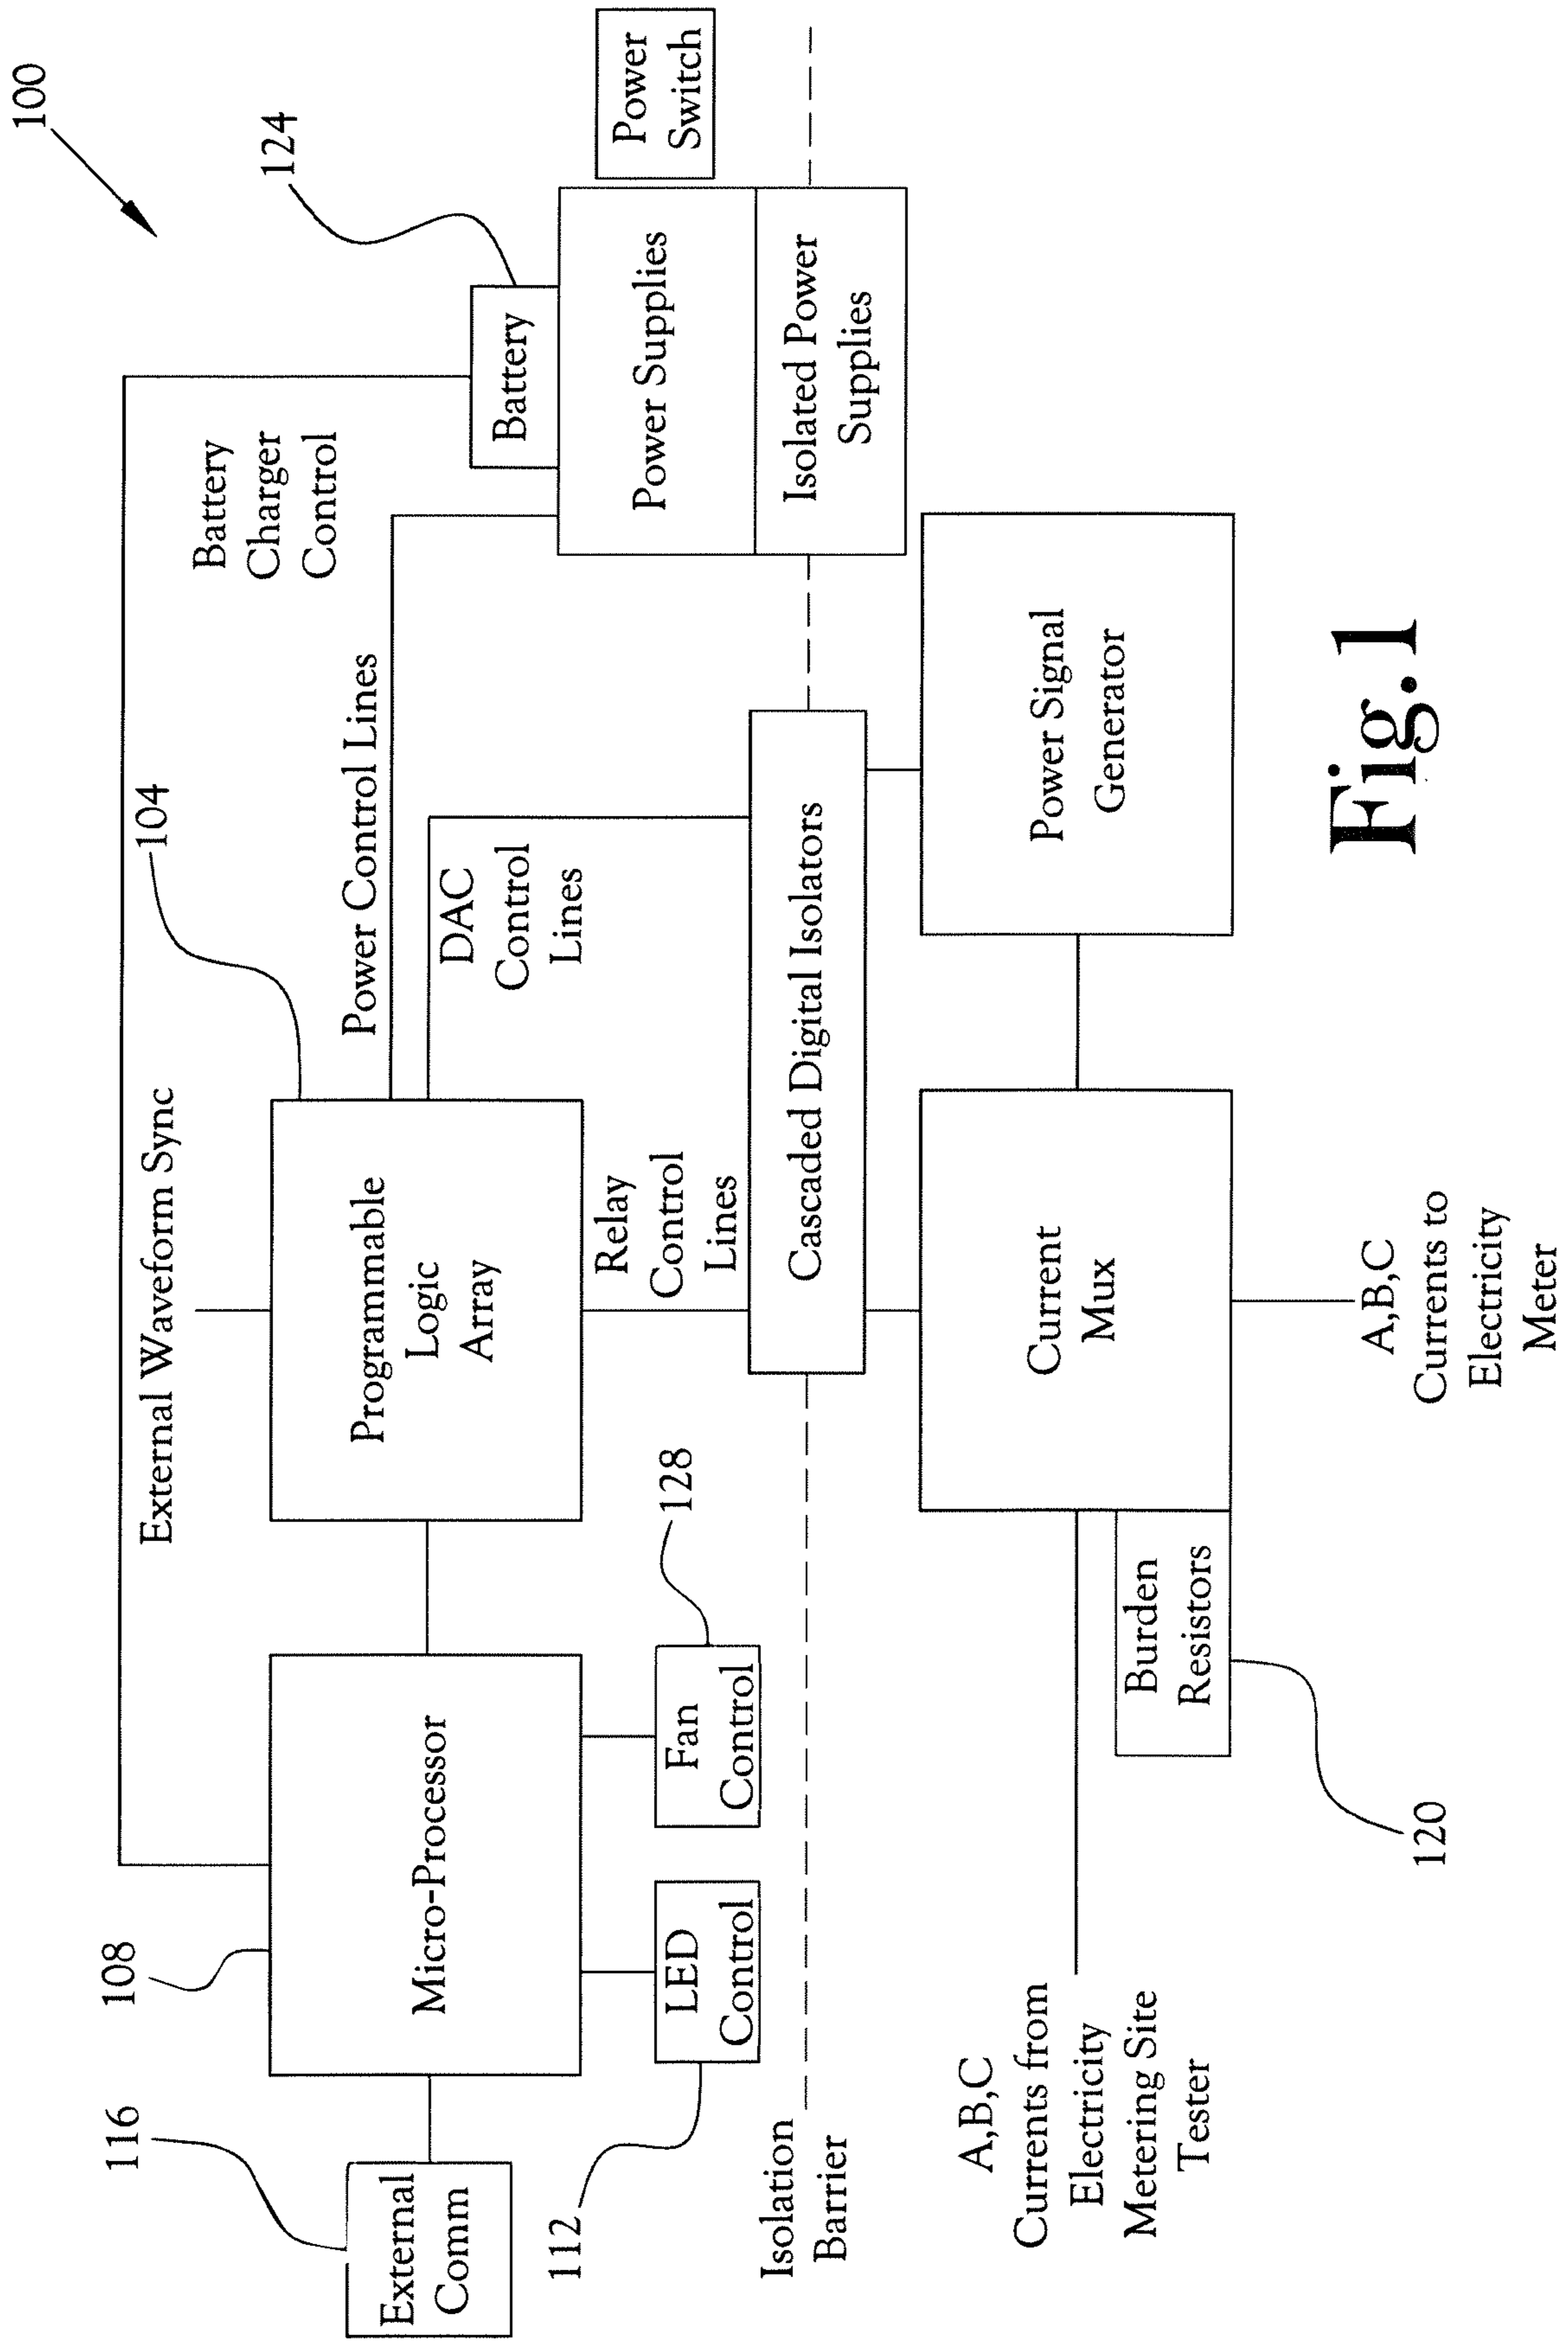 100
124
Power
Switch
Battery
Charger
Control
Battery
Power Supplies
Isolated Power
Supplies
104
Power Control Lines
DAC
Control
Lines
External Waveform Sync
Programmable
Logic
Array
Relay
Control
Lines
Cascaded Digital Isolators
Power Signal
Generator
108
Micro-Processor
116
External
Comm
112
LED
Control
128
Fan
Control
Isolation
Barrier
Current
Mux
Burden
Resistors
120
A,B,C
Currents from
Electricity
Metering Site
Tester
A,B,C
Currents to
Electricity
Meter
Fig.1